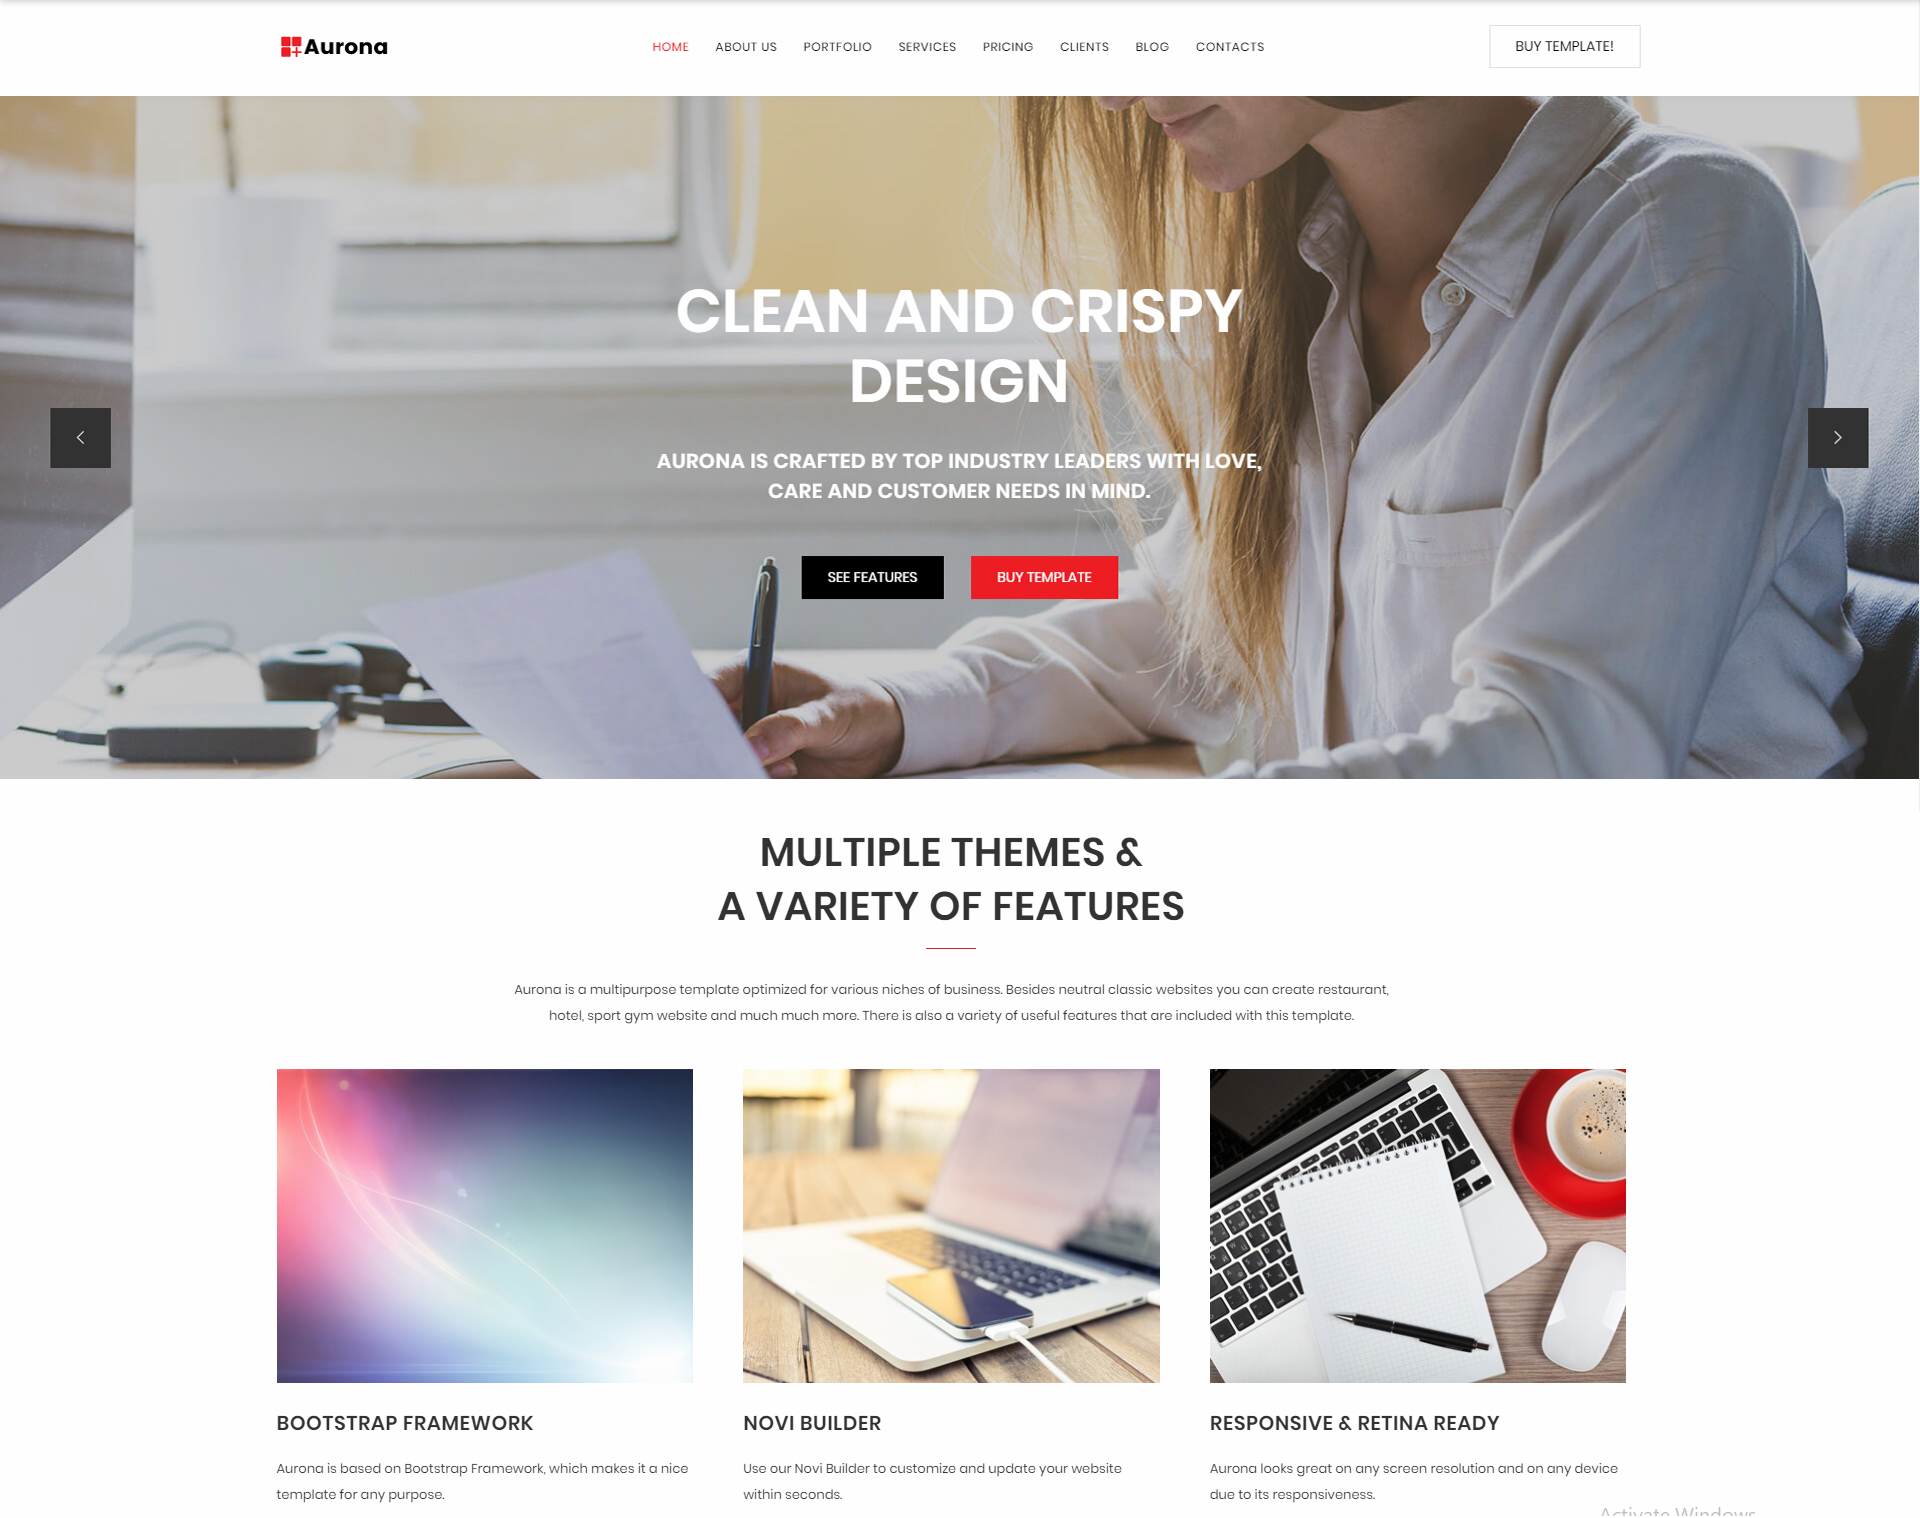 Aurona
HOME ABOUT US PORTFOLIO SERVICES PRICING CLIENTS BLOG CONTACTS
BUY TEMPLATE!
CLEAN AND CRISPY
DESIGN
AURONA IS CRAFTED BY TOP INDUSTRY LEADERS WITH LOVE,
CARE AND CUSTOMER NEEDS IN MIND.
SEE FEATURES
BUY TEMPLATE
MULTIPLE THEMES &
A VARIETY OF FEATURES
Aurona is a multipurpose template optimized for various niches of business. Besides neutral classic websites you can create restaurant,
hotel, sport gym website and much much more. There is also a variety of useful features that are included with this template.
BOOTSTRAP FRAMEWORK
Aurona is based on Bootstrap Framework, which makes it a nice
template for any purpose.
NOVI BUILDER
Use our Novi Builder to customize and update your website
within seconds.
RESPONSIVE & RETINA READY
Aurona looks great on any screen resolution and on any device
due to its responsiveness.
Activate Windows